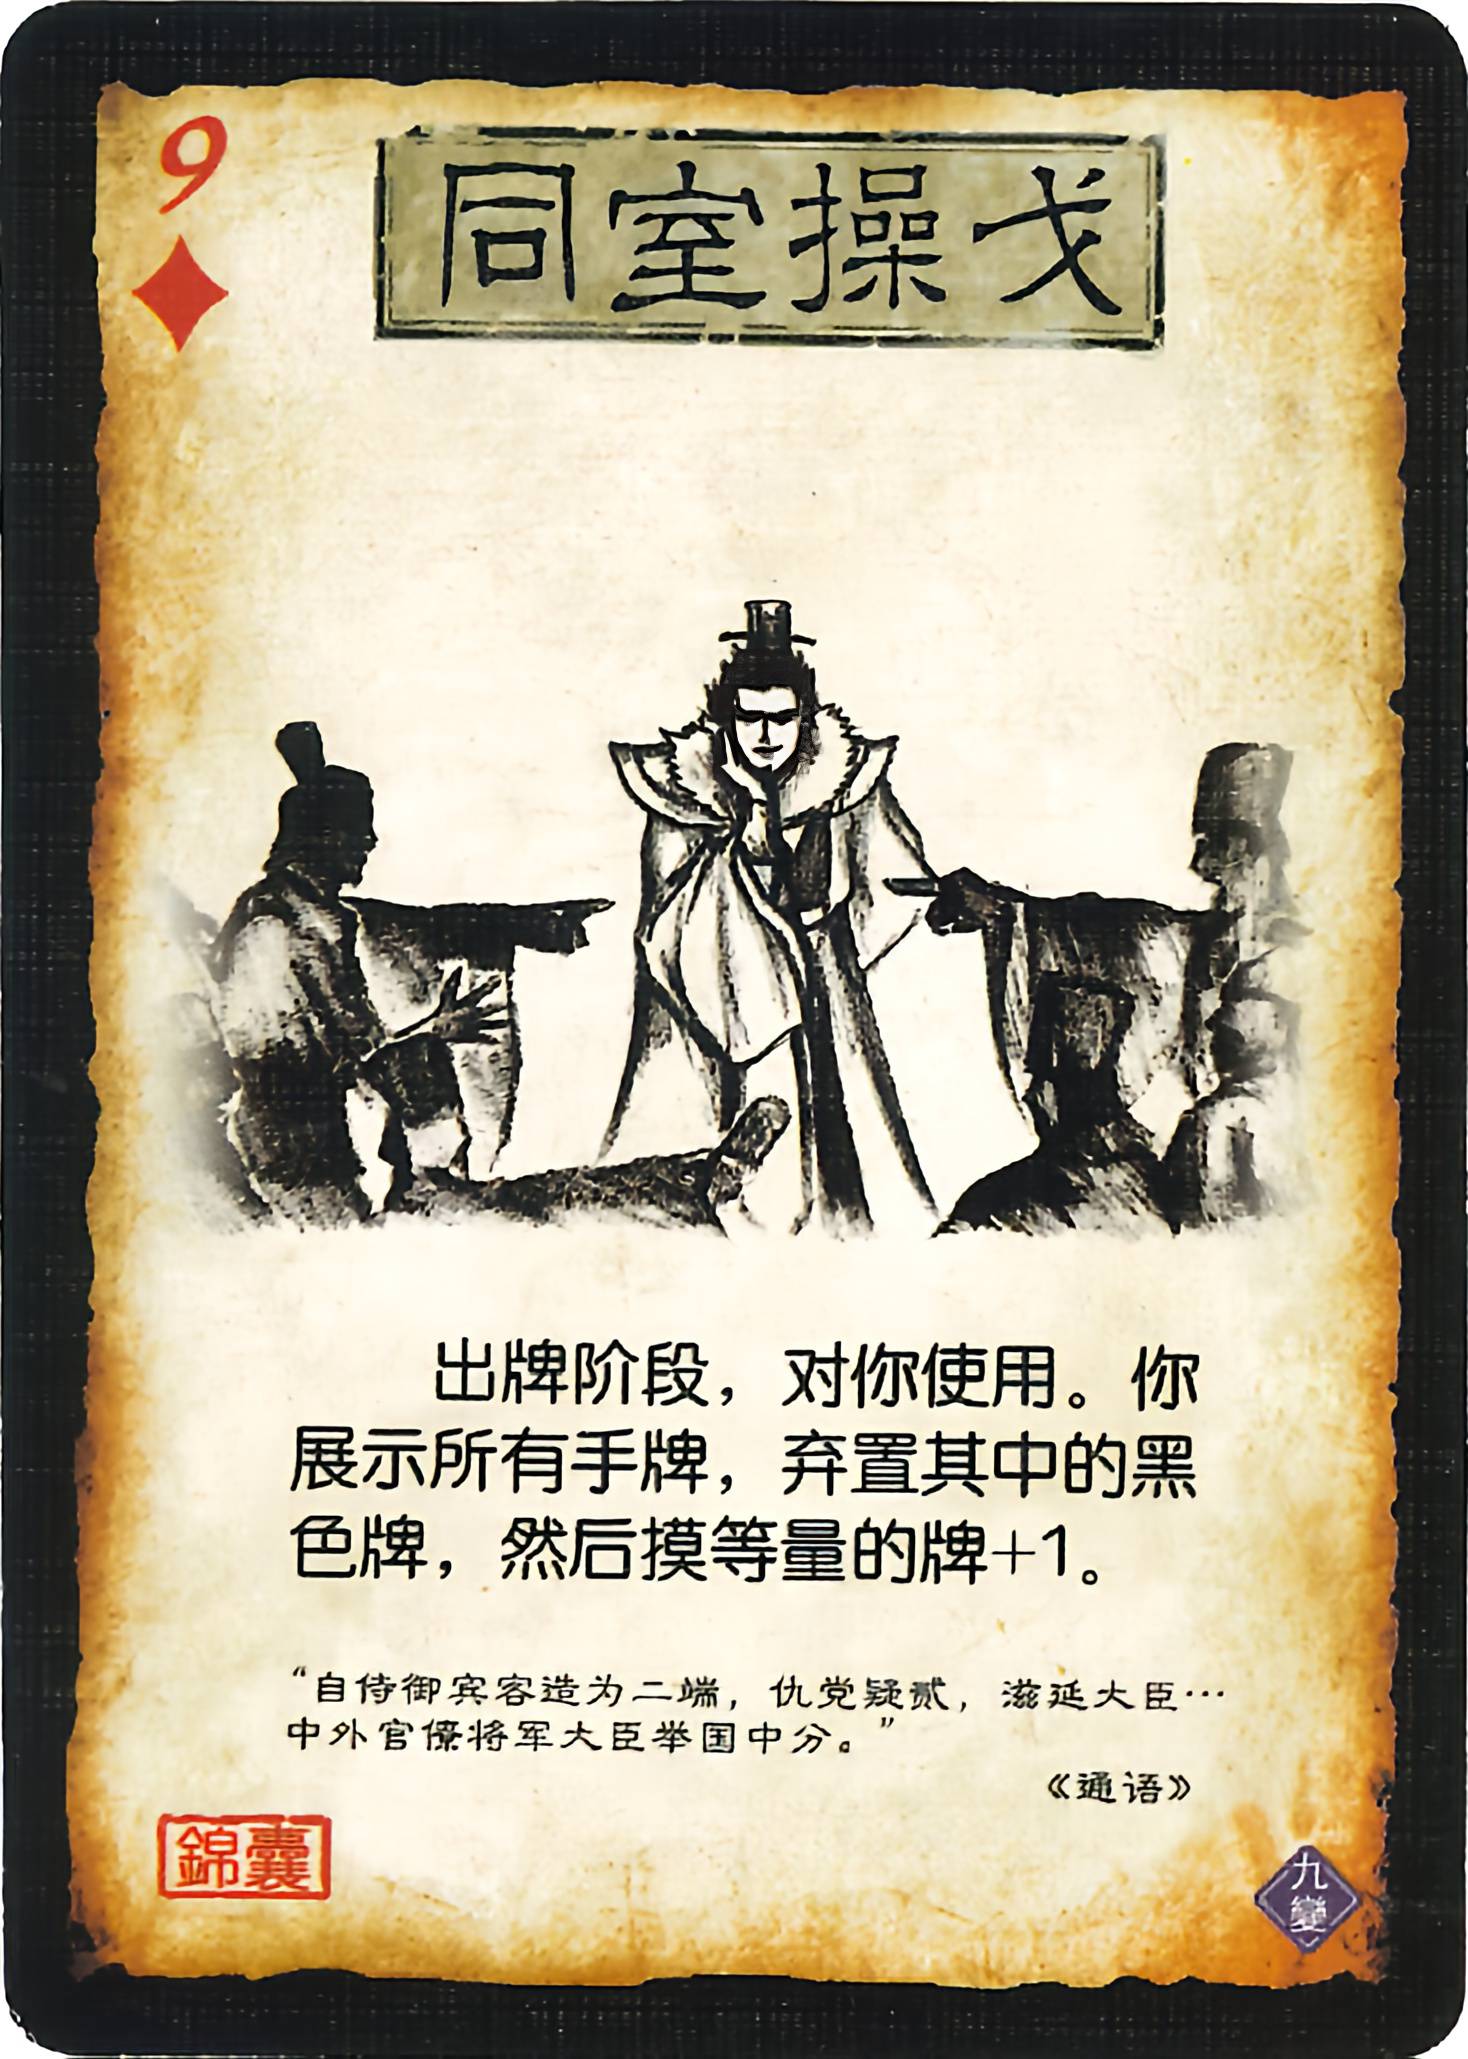 9
同室操戈
出牌阶段，对你使用。你
展示所有手牌，弃置其中的黑
色牌，然后摸等量的牌+1。
“自侍御宾客造为二端，仇党疑贰，滋延大臣…
中外官僚将军大臣举国中分。”
《通语》
錦囊
九
變